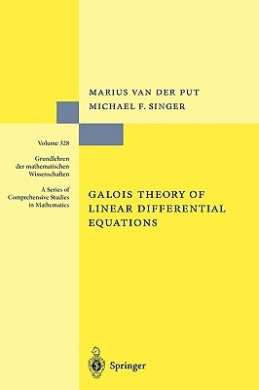 MARIUS VAN DER PUT
MICHAEL F. SINGER
Volume 328
Grundlehren
der mathematischen
Wissenschaften
A Series of
Comprehensive Studies
in Mathematics
GALOIS THEORY OF
LINEAR DIFFERENTIAL
EQUATIONS
Springer